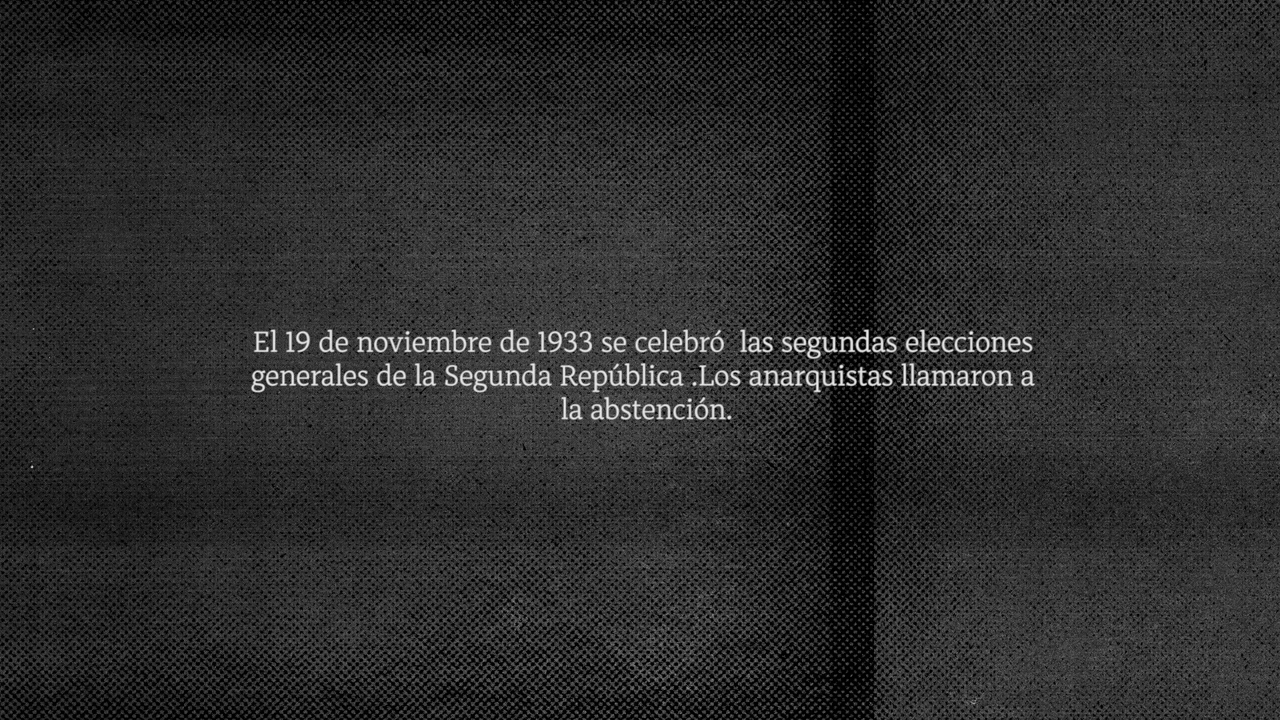 El 19 de noviembre de 1933 se celebró  las segundas elecciones
generales de la Segunda República .Los anarquistas llamaron a
la abstención.